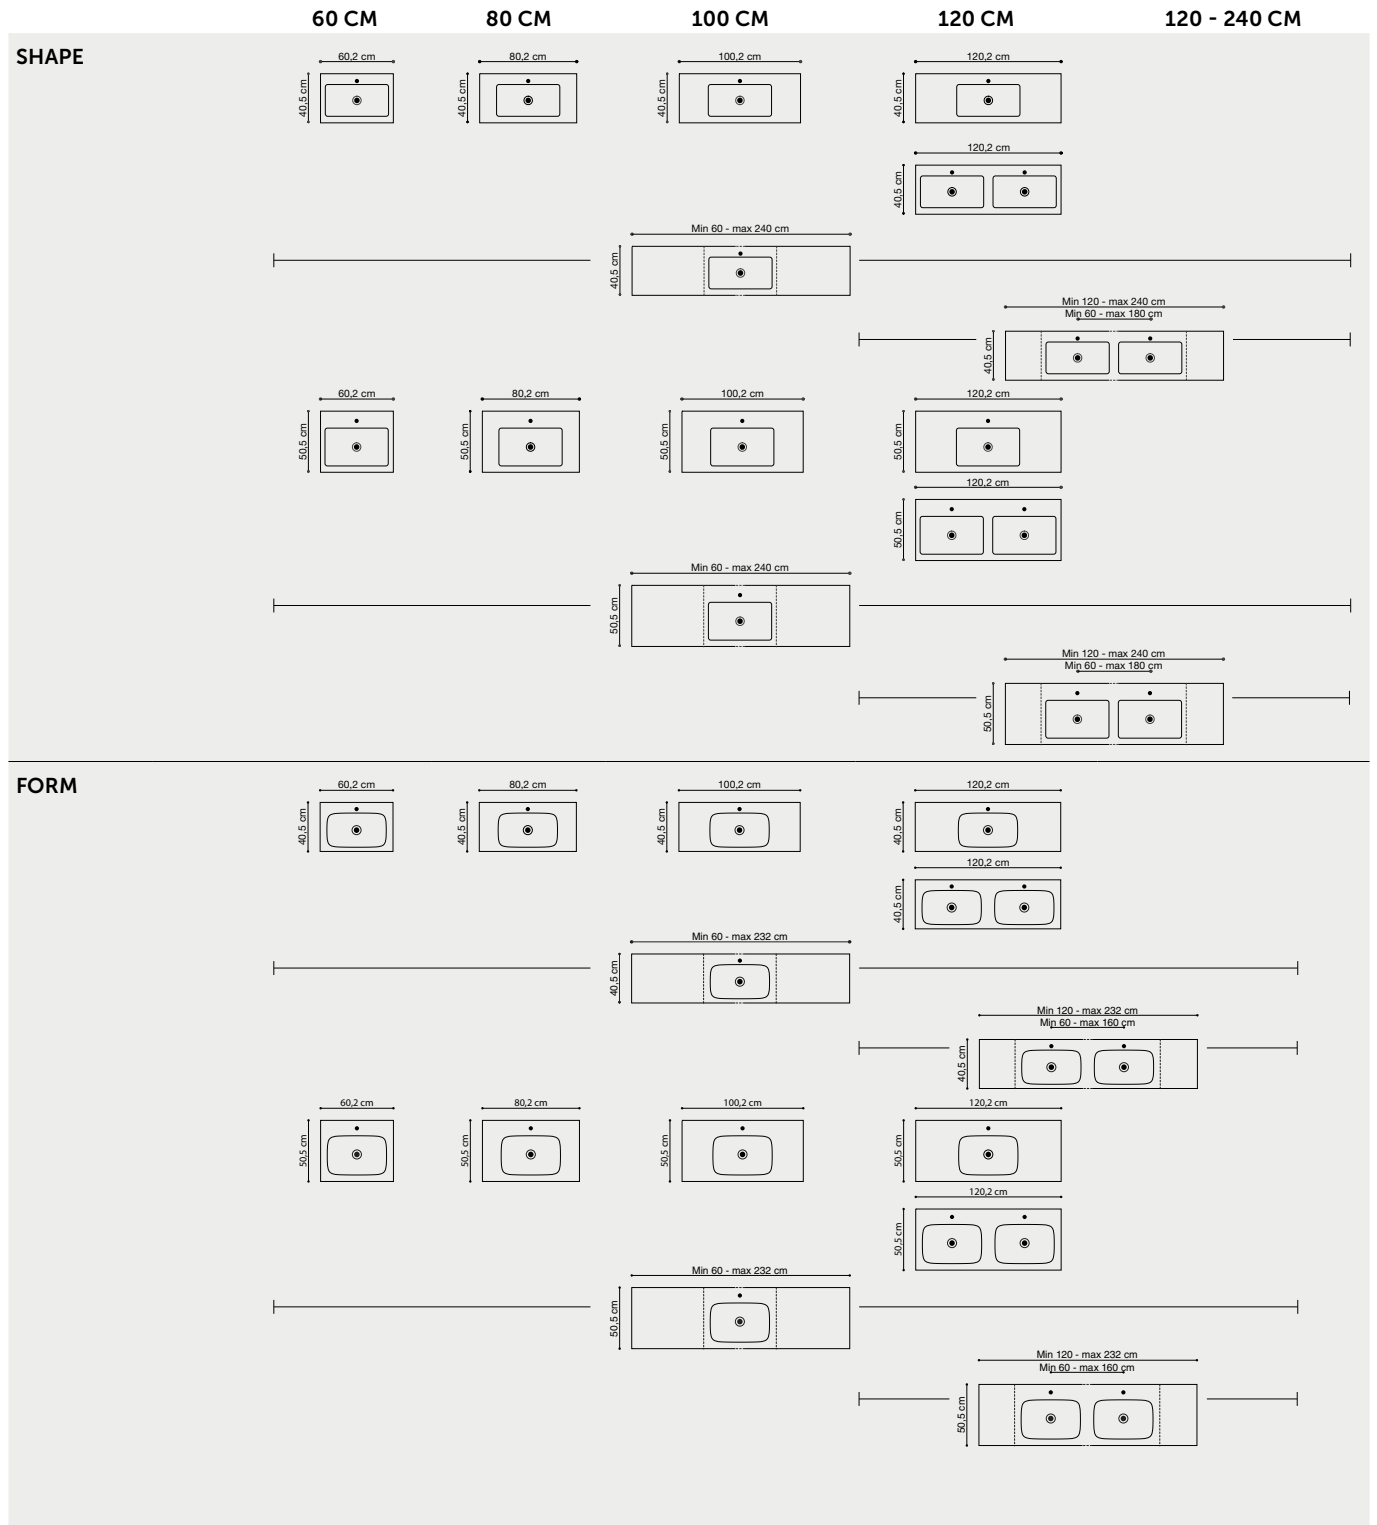 60 CM 80 CM 100 CM 120 CM 120 - 240 CM
SHAPE
60,2 cm 80,2 cm 100,2 cm 120,2 cm
40,5 cm 40,5 cm 40,5 cm 40,5 cm
120,2 cm
40,5 cm
Min 60 - max 240 cm
40,5 cm
Min 120 - max 240 cm
Min 60 - max 180 cm
40,5 cm
60,2 cm 80,2 cm 100,2 cm 120,2 cm
50,5 cm 50,5 cm 50,5 cm 50,5 cm
120,2 cm
50,5 cm
Min 60 - max 240 cm
50,5 cm
Min 120 - max 240 cm
Min 60 - max 180 cm
50,5 cm
FORM
60,2 cm 80,2 cm 100,2 cm 120,2 cm
40,5 cm 40,5 cm 40,5 cm 40,5 cm
120,2 cm
40,5 cm
Min 60 - max 232 cm
40,5 cm
Min 120 - max 232 cm
Min 60 - max 160 cm
40,5 cm
60,2 cm 80,2 cm 100,2 cm 120,2 cm
50,5 cm 50,5 cm 50,5 cm 50,5 cm
120,2 cm
50,5 cm
Min 60 - max 232 cm
50,5 cm
Min 120 - max 232 cm
Min 60 - max 160 cm
50,5 cm